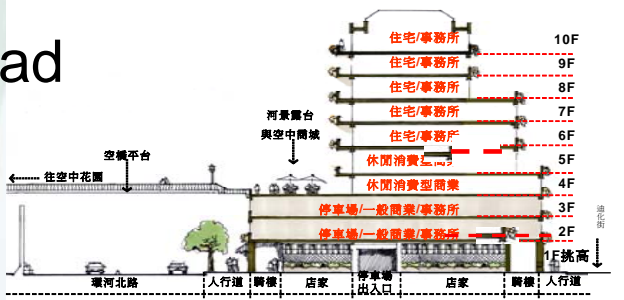 ad
住宅/事務所
10F
住宅/事務所
9F
住宅/事務所
8F
住宅/事務所
7F
住宅/事務所
6F
河景露台
與空中商城
空橋平台
往空中花園
休閒消費型商業
5F
休閒消費型商業
4F
停車場/一般商業/事務所
3F
停車場/一般商業/事務所
2F
1F挑高
迪化街
環河北路
人行道
騎樓
店家
停車場
出入口
店家
騎樓
人行道